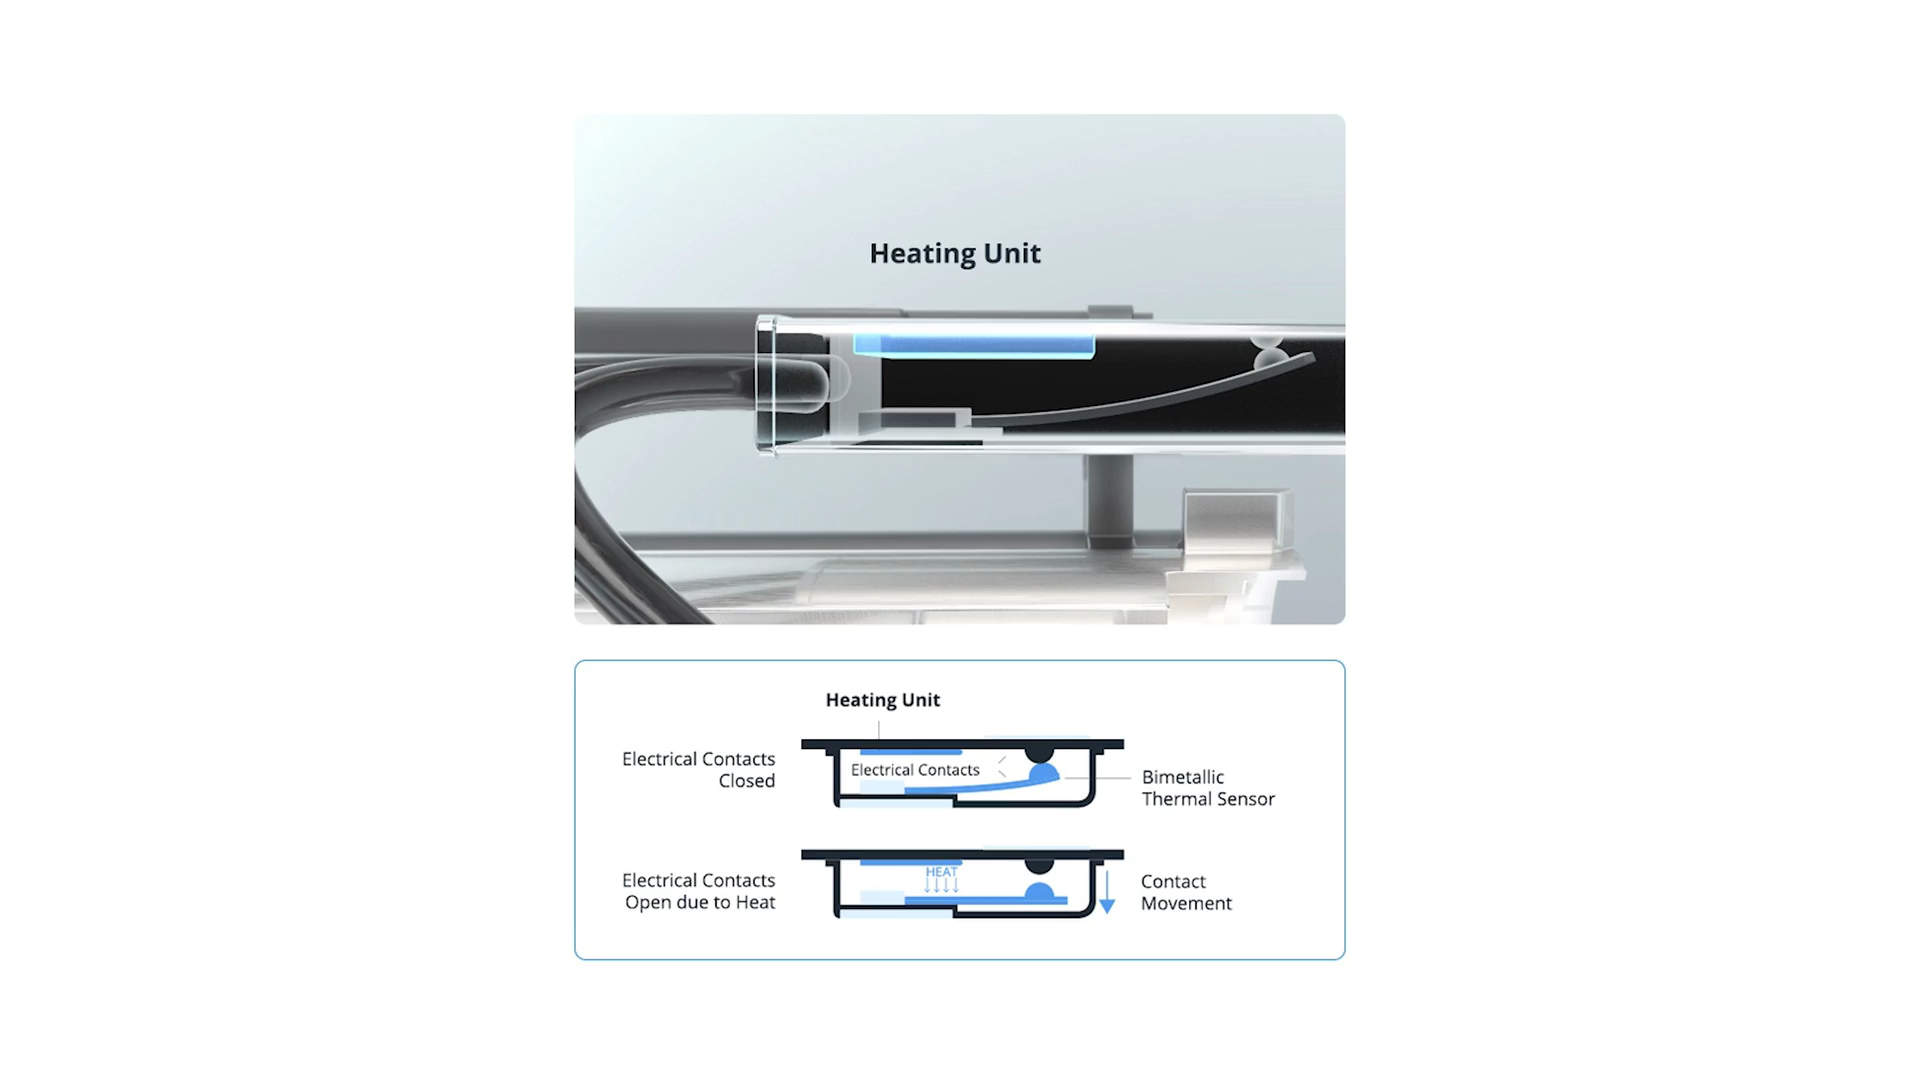 Heating Unit
Heating Unit
Electrical Contacts
Closed
Electrical Contacts
Bimetallic
Thermal Sensor
HEAT
Electrical Contacts
Open due to Heat
Contact
Movement